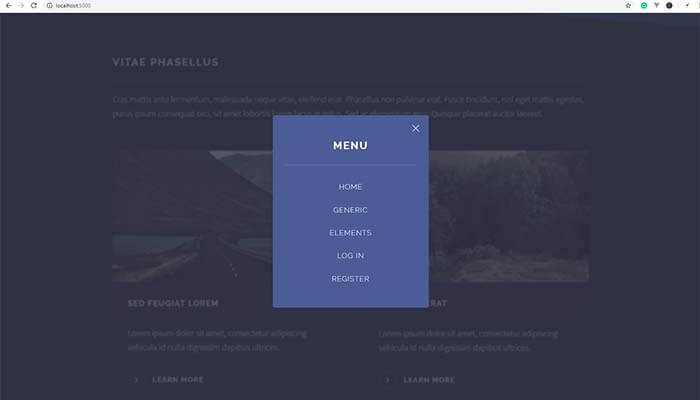 localhost:5000
VITAE PHASELLUS
Cras mattis ante fermentum, malesuada neque vitae, eleifend erat. Phasellus non pulvinar erat. Fusce tincidunt, nisl eget mattis egestas,
purus ipsum consequat orci, sit amet lobortis lorem lacus in tellus. Sed ac elementum arcu. Quisque placerat auctor laoreet.
MENU
HOME
GENERIC
ELEMENTS
LOG IN
REGISTER
SED FEUGIAT LOREM
RAT
Lorem ipsum dolor sit amet, consectetur adipiscing
vehicula id nulla dignissim dapibus ultrices.
Lorem ipsum dolor sit amet, consectetur adipiscing
vehicula id nulla dignissim dapibus ultrices.
LEARN MORE
LEARN MORE